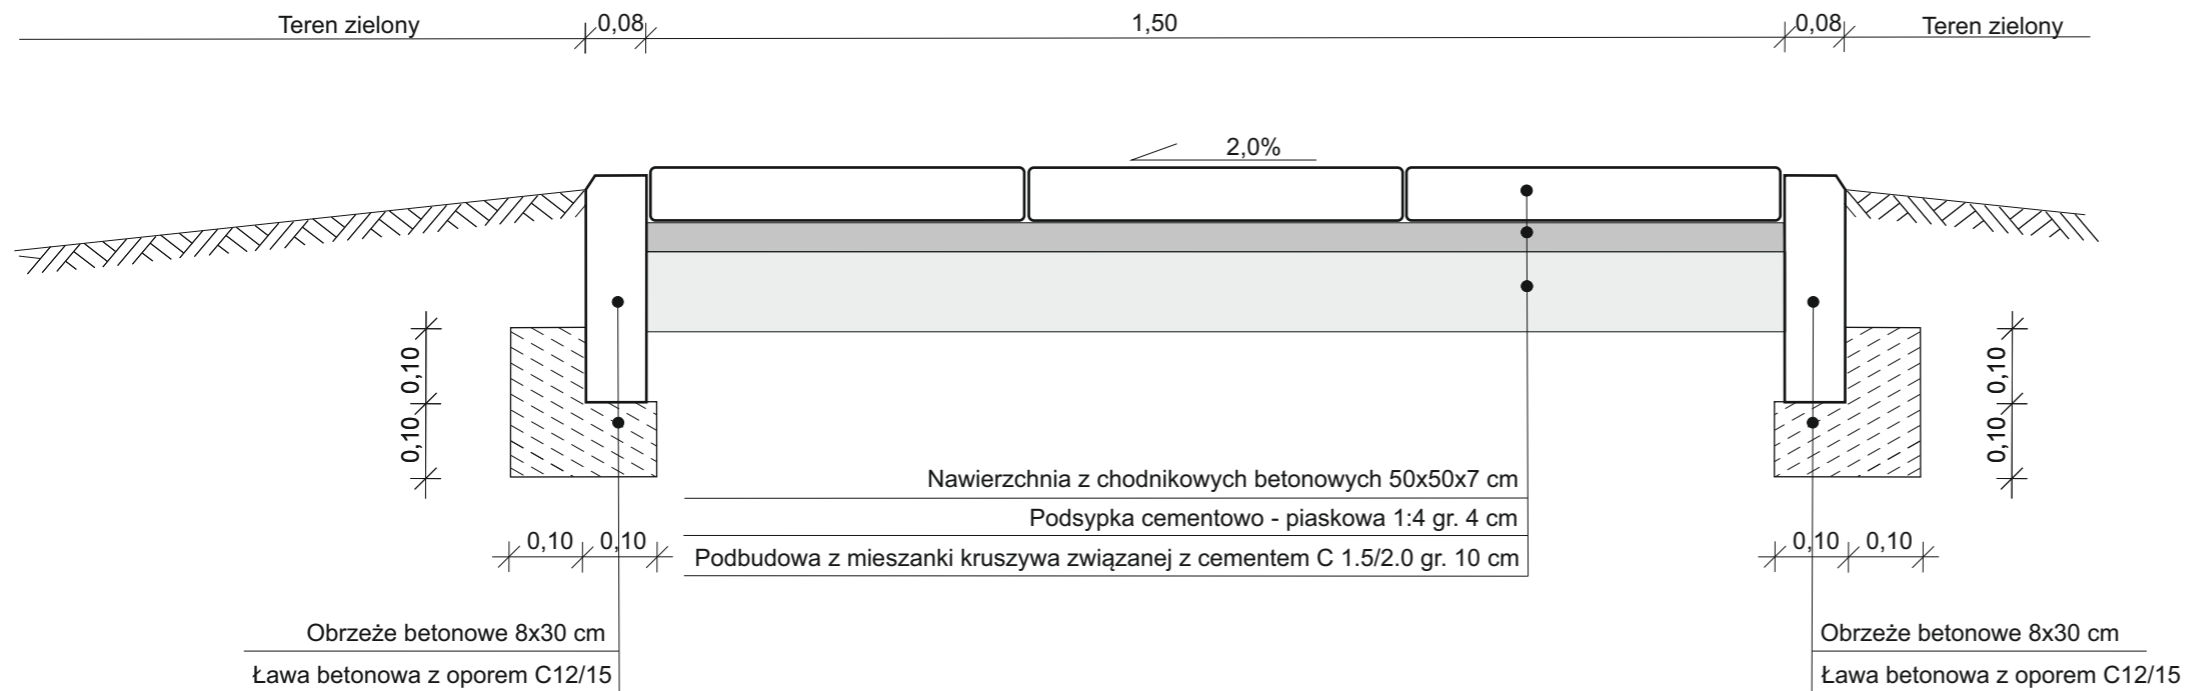 Teren zielony 0,08 1,50 0,08 Teren zielony
2,0%
0,10 0,10
0,10 0,10
Nawierzchnia z chodnikowych betonowych 50x50x7 cm
Podsypka cementowo - piaskowa 1:4 gr. 4 cm
Podbudowa z mieszanki kruszywa związanej z cementem C 1.5/2.0 gr. 10 cm
0,10 0,10 0,10 0,10
Obrzeże betonowe 8x30 cm Obrzeże betonowe 8x30 cm
Ława betonowa z oporem C12/15 Ława betonowa z oporem C12/15